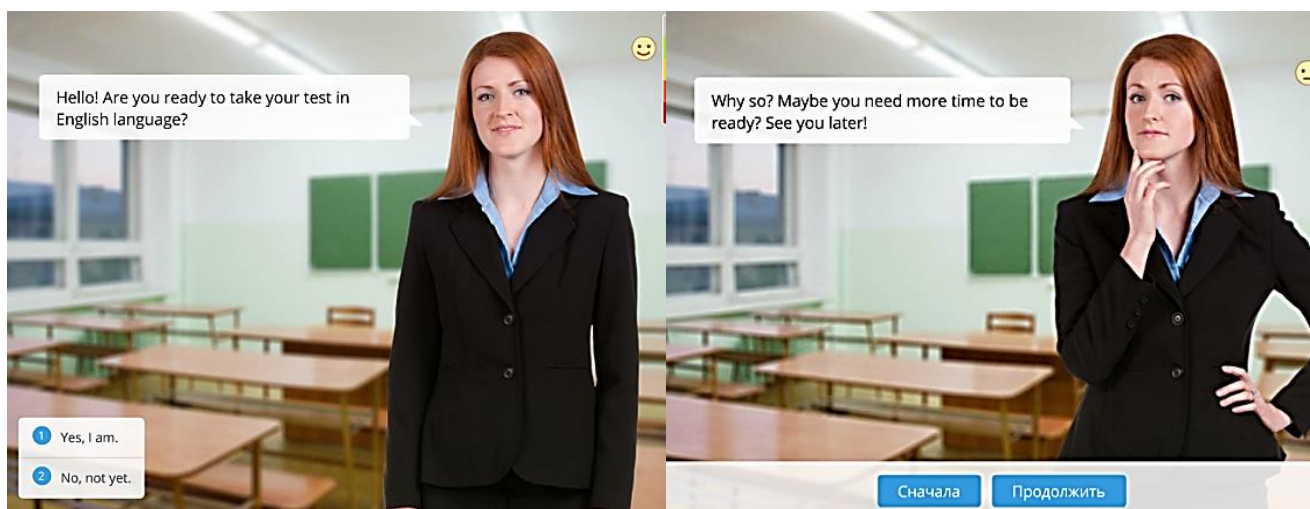 Hello! Are you ready to take your test in
English language?
1 Yes, I am.
2 No, not yet.
Why so? Maybe you need more time to be
ready? See you later!
Сначала
Продолжить